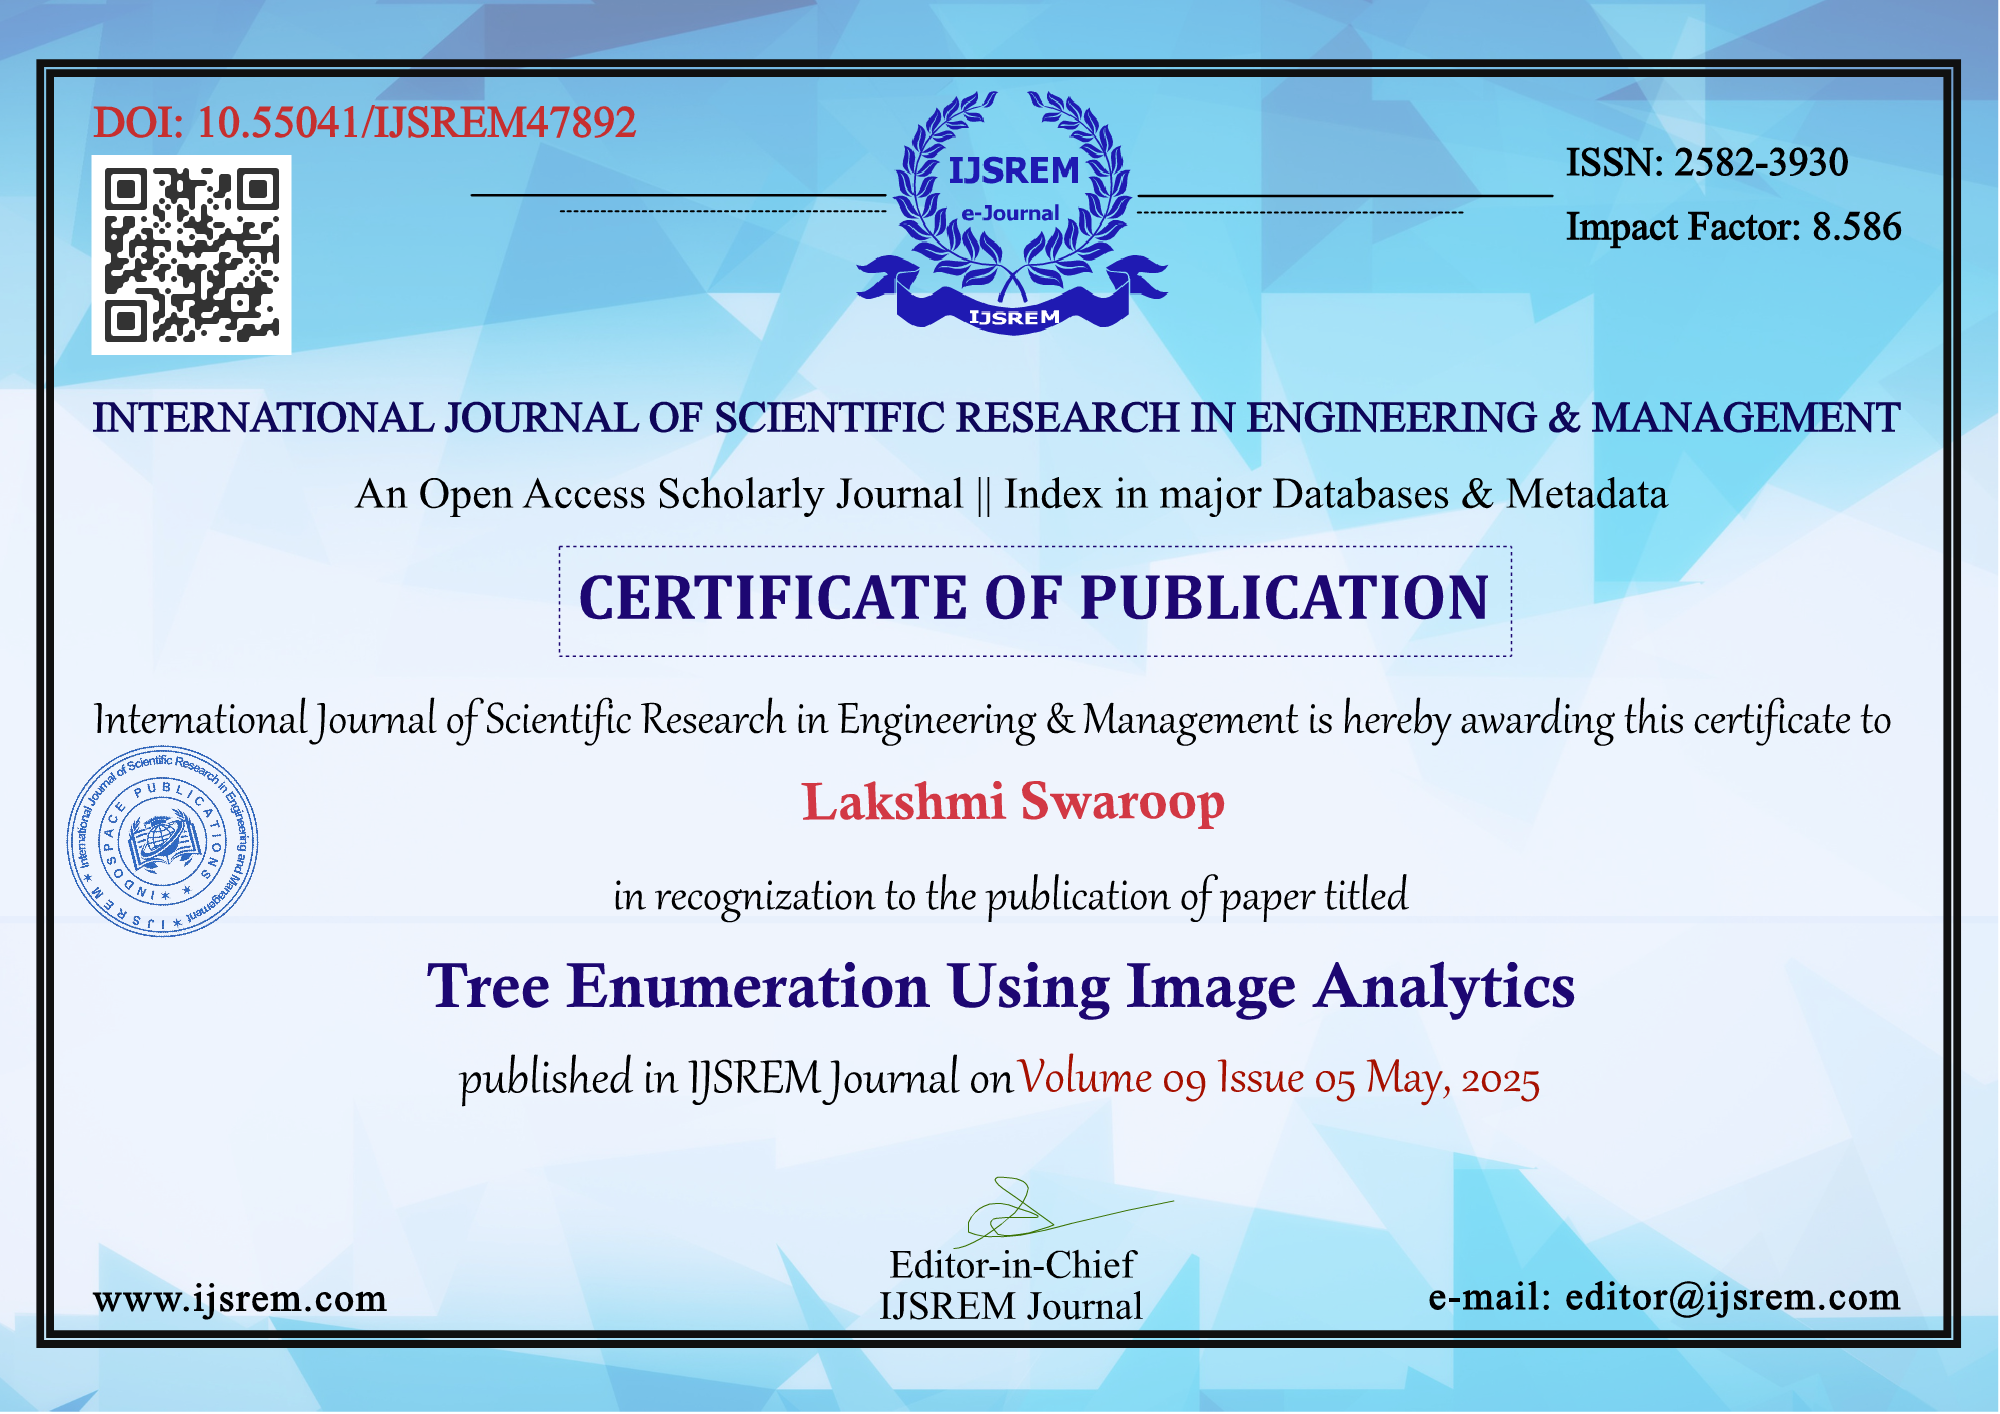 DOI: 10.55041/IJSREM47892
IJSREM
e-Journal
IJSREM
ISSN: 2582-3930
Impact Factor: 8.586
INTERNATIONAL JOURNAL OF SCIENTIFIC RESEARCH IN ENGINEERING & MANAGEMENT
An Open Access Scholarly Journal || Index in major Databases & Metadata
CERTIFICATE OF PUBLICATION
International Journal of Scientific Research in Engineering & Management is hereby awarding this certificate to
International Journal of Scientific Research in Engineering and Management
IJSREM
INDOSPACE PUBLICATIONS
Lakshmi Swaroop
in recognization to the publication of paper titled
Tree Enumeration Using Image Analytics
published in IJSREM Journal on Volume 09 Issue 05 May, 2025
Editor-in-Chief
IJSREM Journal
www.ijsrem.com
e-mail: editor@ijsrem.com